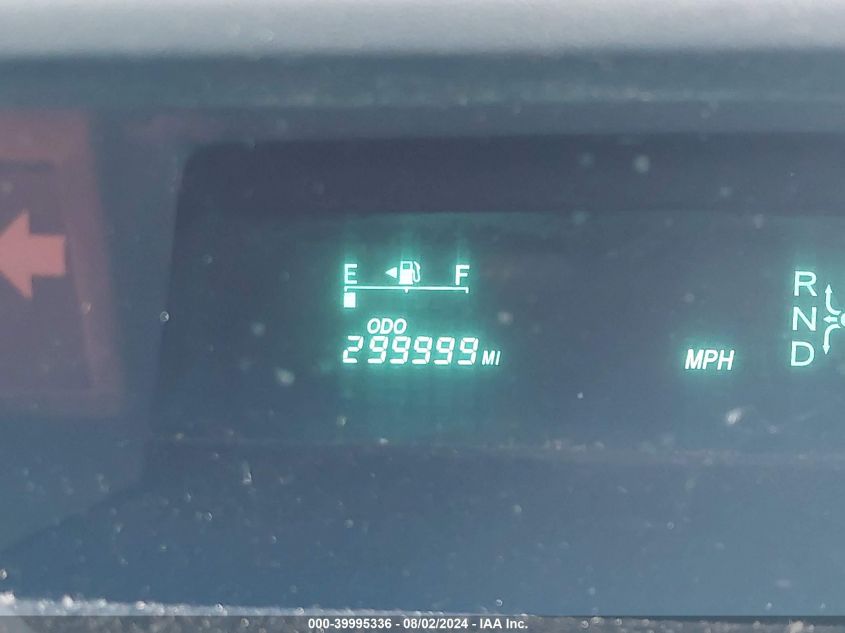 E F
ODO
299999 MI
MPH
R
N
D
000-39995336 - 08/02/2024 - IAA Inc.